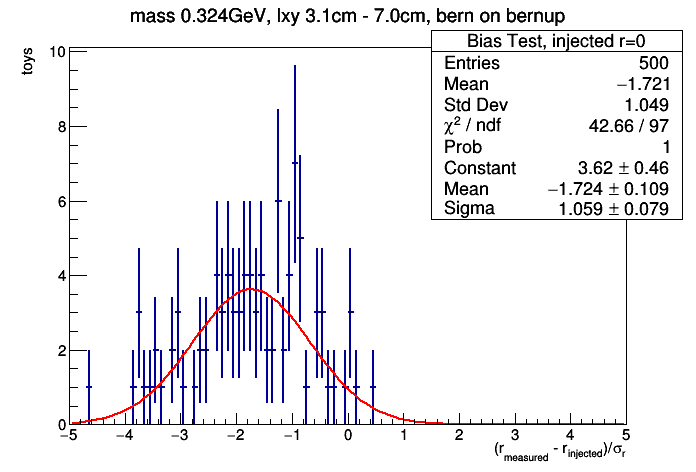 mass 0.324GeV, lxy 3.1cm - 7.0cm, bern on bernup
Bias Test, injected r=0
Entries 500
Mean −1.721
Std Dev 1.049
χ² / ndf 42.66 / 97
Prob 1
Constant 3.62 ± 0.46
Mean −1.724 ± 0.109
Sigma 1.059 ± 0.079
toys
10
8
6
4
2
0
−5 −4 −3 −2 −1 0 1 2 3 4 5
(r_measured - r_injected)/σ_r